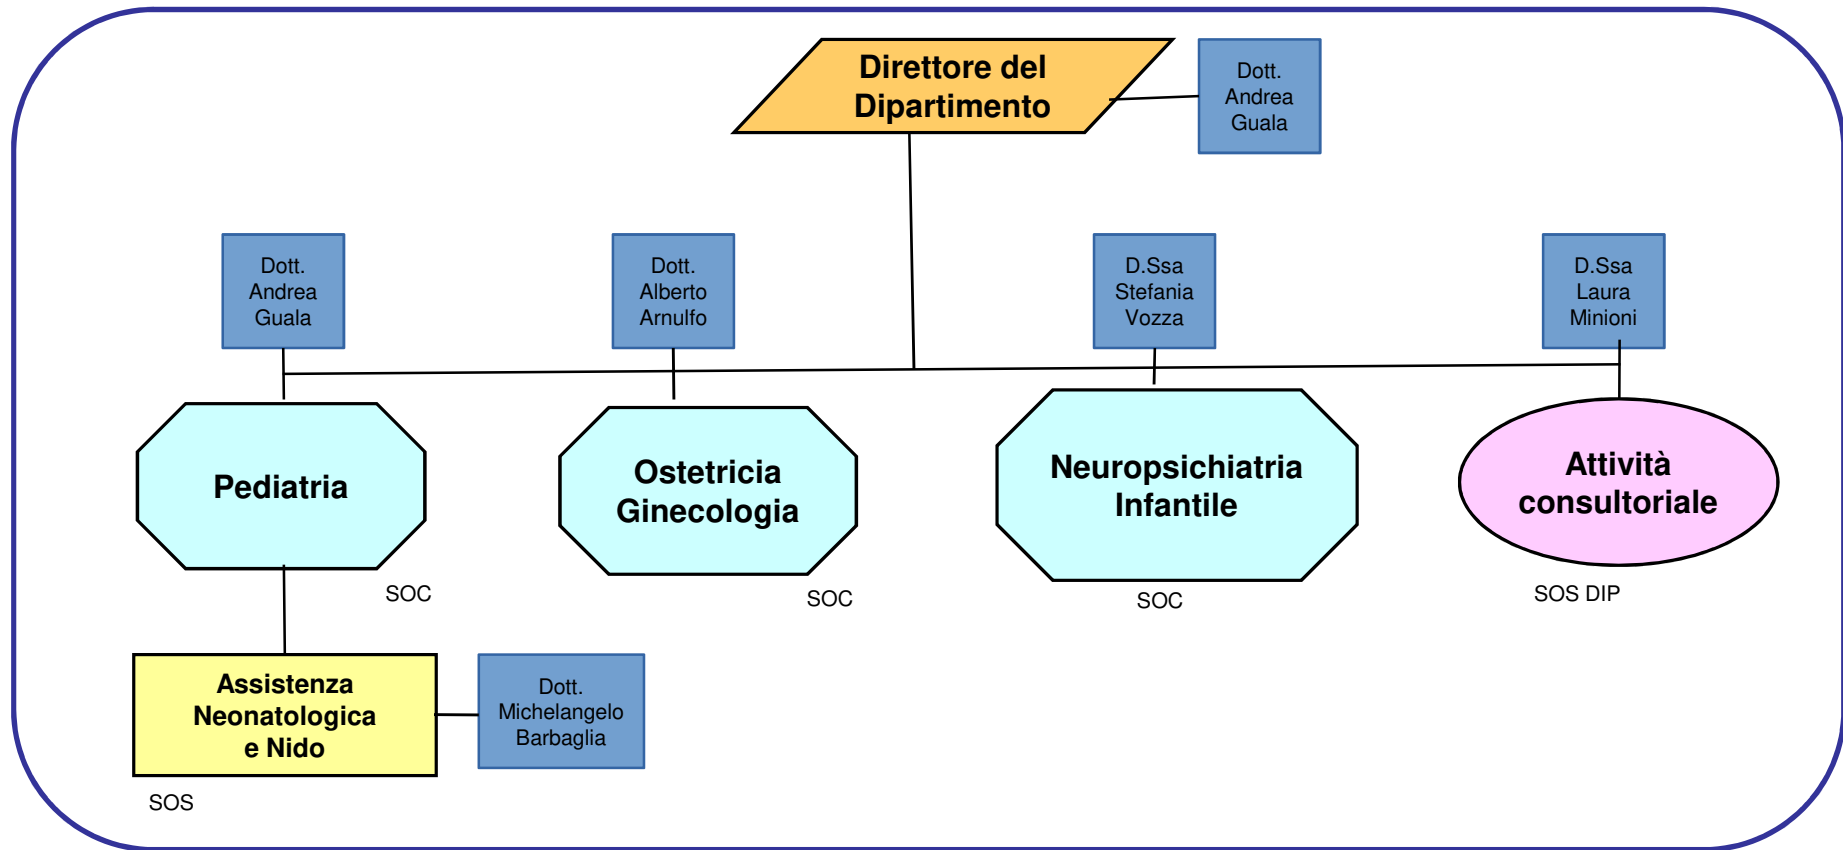 Direttore del
Dipartimento
Dott.
Andrea
Guala
Dott.
Andrea
Guala
Dott.
Alberto
Arnulfo
D.Ssa
Stefania
Vozza
D.Ssa
Laura
Minioni
Pediatria
SOC
Ostetricia
Ginecologia
SOC
Neuropsichiatria
Infantile
SOC
Attività
consultoriale
SOS DIP
Assistenza
Neonatologica
e Nido
SOS
Dott.
Michelangelo
Barbaglia